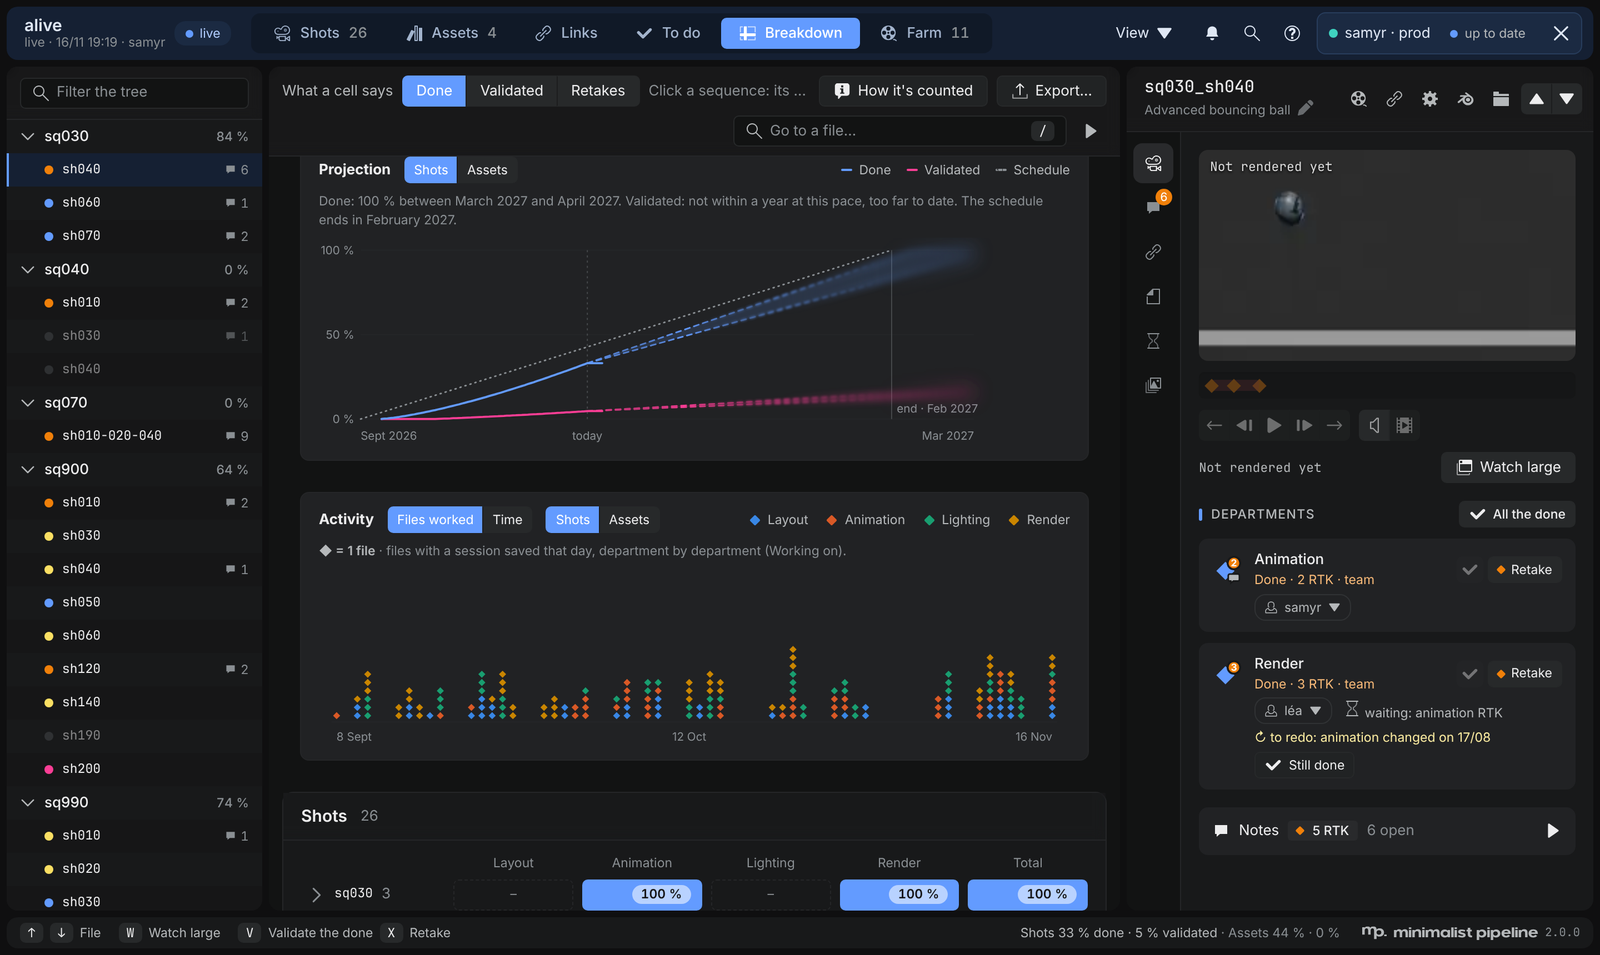 alive
live · 16/11 19:19 · samyr
live
Shots 26
Assets 4
Links
To do
Breakdown
Farm 11
View
samyr · prod
up to date
Filter the tree
sq030 84 %
sh040 6
sh060 1
sh070 2
sq040 0 %
sh010 2
sh030 1
sh040
sq070 0 %
sh010-020-040 9
sq900 64 %
sh010 2
sh030
sh040 1
sh050
sh060
sh120 2
sh140
sh190
sh200
sq990 74 %
sh010 1
sh020
sh030
What a cell says
Done
Validated
Retakes
Click a sequence: its ...
How it's counted
Export...
Go to a file...
/
Projection
Shots
Assets
Done
Validated
Schedule
Done: 100 % between March 2027 and April 2027. Validated: not within a year at this pace, too far to date. The schedule
ends in February 2027.
100 %
50 %
0 %
end · Feb 2027
Sept 2026
today
Mar 2027
Activity
Files worked
Time
Shots
Assets
Layout
Animation
Lighting
Render
= 1 file · files with a session saved that day, department by department (Working on).
8 Sept
12 Oct
16 Nov
Shots 26
Layout
Animation
Lighting
Render
Total
sq030 3
–
100 %
–
100 %
100 %
sq030_sh040
Advanced bouncing ball
6
Not rendered yet
Not rendered yet
Watch large
DEPARTMENTS
All the done
2
Animation
Done · 2 RTK · team
samyr
Retake
3
Render
Done · 3 RTK · team
léa
waiting: animation RTK
to redo: animation changed on 17/08
Still done
Retake
Notes
5 RTK
6 open
↑ ↓ File
W Watch large
V Validate the done
X Retake
Shots 33 % done · 5 % validated · Assets 44 % · 0 %
mp. minimalist pipeline 2.0.0